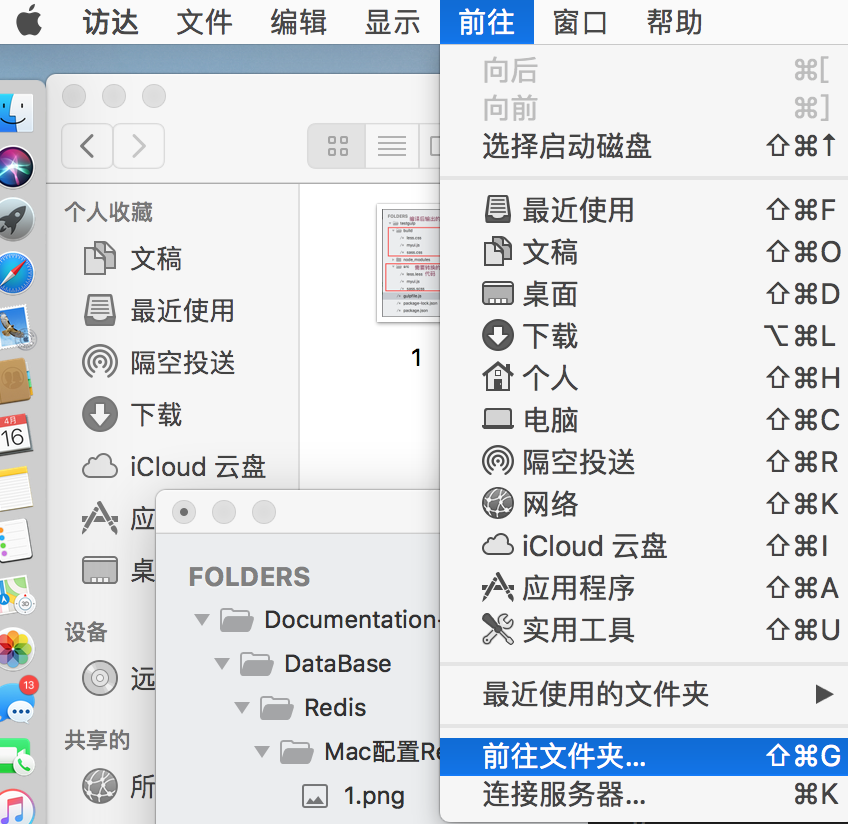 访达 文件 编辑 显示 前往 窗口 帮助
向后 ⌘[
向前 ⌘]
选择启动磁盘 ⇧⌘↑
最近使用 ⇧⌘F
文稿 ⇧⌘O
桌面 ⇧⌘D
下载 ⌥⌘L
个人 ⇧⌘H
电脑 ⇧⌘C
隔空投送 ⇧⌘R
网络 ⇧⌘K
iCloud 云盘 ⇧⌘I
应用程序 ⇧⌘A
实用工具 ⇧⌘U
最近使用的文件夹
前往文件夹... ⇧⌘G
连接服务器... ⌘K
个人收藏
文稿
最近使用
隔空投送
下载
iCloud 云盘
应
桌
设备
远
共享的
所
1
FOLDERS
Documentation-
DataBase
Redis
Mac配置Re
1.png
4月
16
13